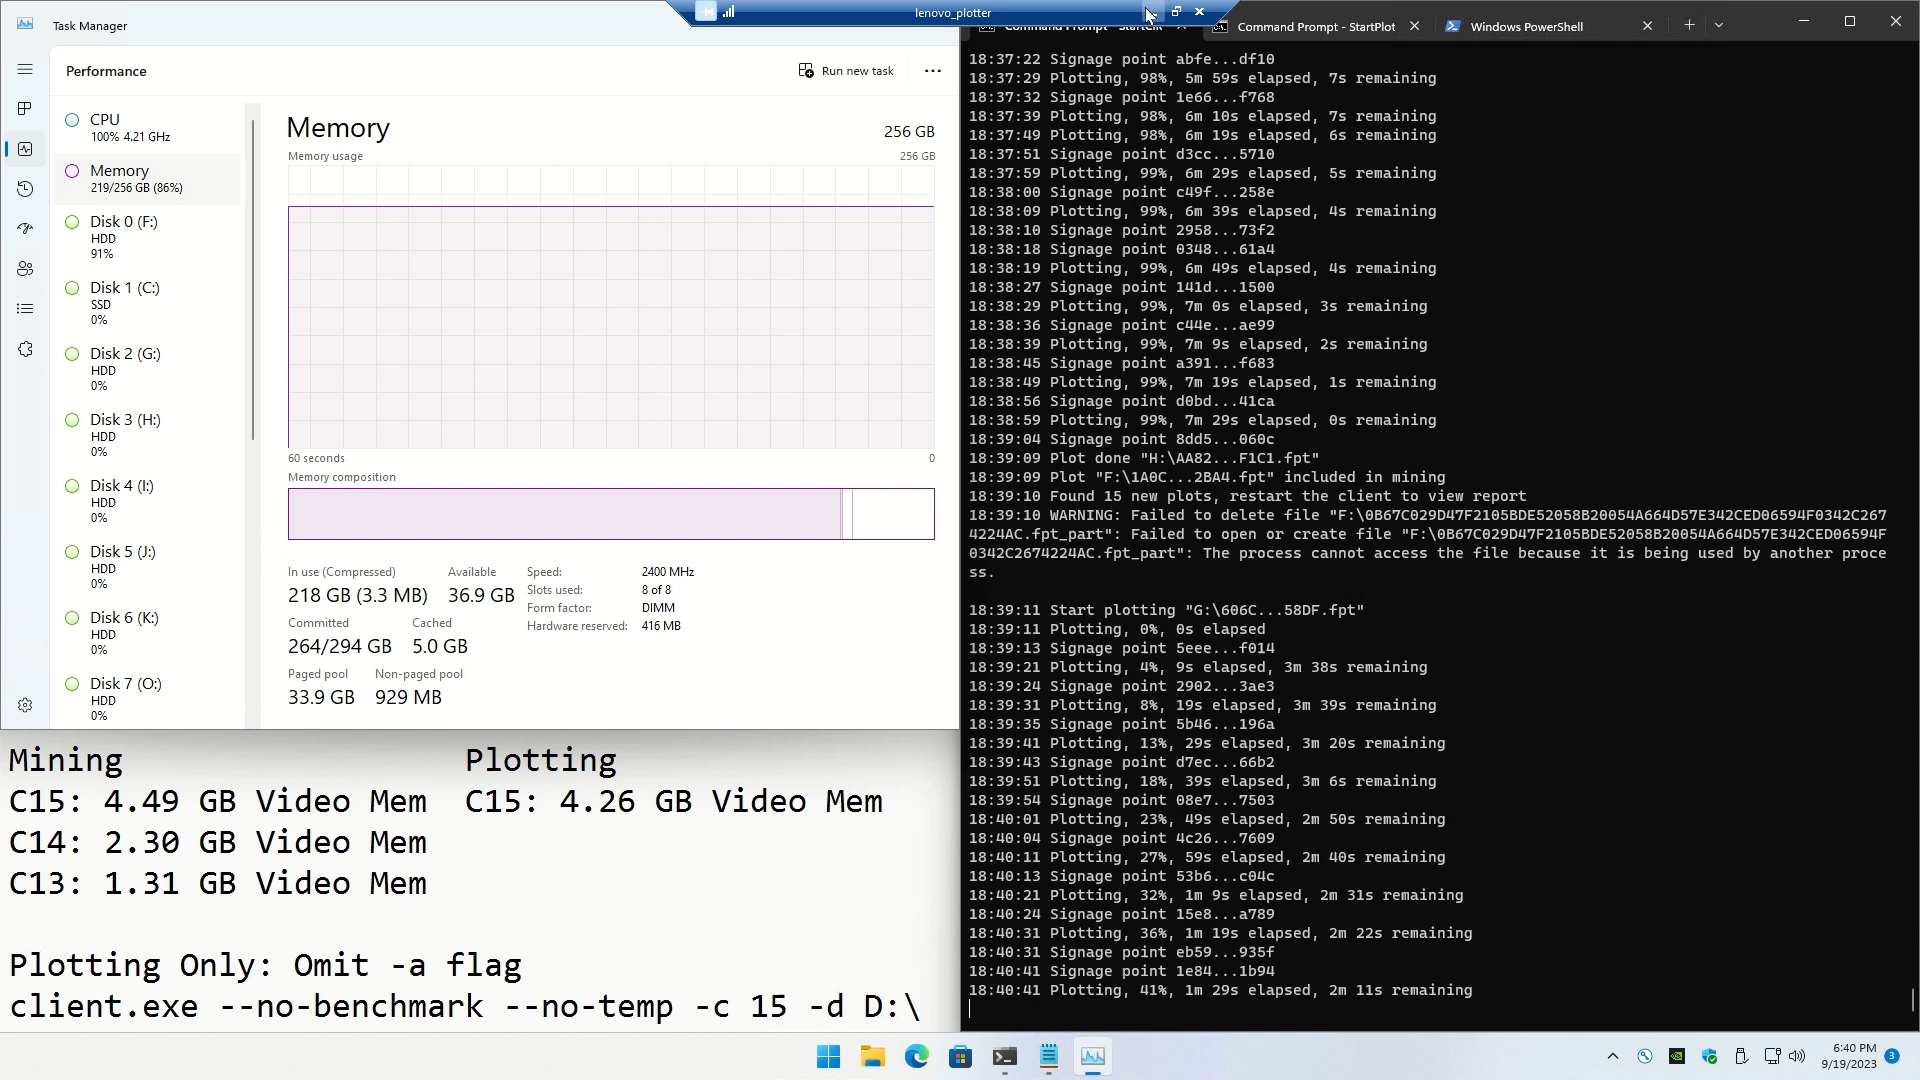 Task Manager
lenovo_plotter
Command Prompt - StartPlot
Windows PowerShell
Performance
Run new task
CPU
100% 4.21 GHz
Memory
219/256 GB (86%)
Disk 0 (F:)
HDD
91%
Disk 1 (C:)
SSD
0%
Disk 2 (G:)
HDD
0%
Disk 3 (H:)
HDD
0%
Disk 4 (I:)
HDD
0%
Disk 5 (J:)
HDD
0%
Disk 6 (K:)
HDD
0%
Disk 7 (O:)
HDD
0%
Memory
256 GB
Memory usage
256 GB
60 seconds
0
Memory composition
In use (Compressed)
218 GB (3.3 MB)
Available
36.9 GB
Committed
264/294 GB
Cached
5.0 GB
Paged pool
33.9 GB
Non-paged pool
929 MB
Speed: 2400 MHz
Slots used: 8 of 8
Form factor: DIMM
Hardware reserved: 416 MB
18:37:22 Signage point abfe...df10
18:37:29 Plotting, 98%, 5m 59s elapsed, 7s remaining
18:37:32 Signage point 1e66...f768
18:37:39 Plotting, 98%, 6m 10s elapsed, 7s remaining
18:37:49 Plotting, 98%, 6m 19s elapsed, 6s remaining
18:37:51 Signage point d3cc...5710
18:37:59 Plotting, 99%, 6m 29s elapsed, 5s remaining
18:38:00 Signage point c49f...258e
18:38:09 Plotting, 99%, 6m 39s elapsed, 4s remaining
18:38:10 Signage point 2958...73f2
18:38:18 Signage point 0348...61a4
18:38:19 Plotting, 99%, 6m 49s elapsed, 4s remaining
18:38:27 Signage point 141d...1500
18:38:29 Plotting, 99%, 7m 0s elapsed, 3s remaining
18:38:36 Signage point c44e...ae99
18:38:39 Plotting, 99%, 7m 9s elapsed, 2s remaining
18:38:45 Signage point a391...f683
18:38:49 Plotting, 99%, 7m 19s elapsed, 1s remaining
18:38:56 Signage point d0bd...41ca
18:38:59 Plotting, 99%, 7m 29s elapsed, 0s remaining
18:39:04 Signage point 8dd5...060c
18:39:09 Plot done "H:\AA82...F1C1.fpt"
18:39:09 Plot "F:\1A0C...2BA4.fpt" included in mining
18:39:10 Found 15 new plots, restart the client to view report
18:39:10 WARNING: Failed to delete file "F:\0B67C029D47F2105BDE52058B20054A664D57E342CED06594F0342C267
4224AC.fpt_part": Failed to open or create file "F:\0B67C029D47F2105BDE52058B20054A664D57E342CED06594F
0342C2674224AC.fpt_part": The process cannot access the file because it is being used by another proce
ss.
18:39:11 Start plotting "G:\606C...58DF.fpt"
18:39:11 Plotting, 0%, 0s elapsed
18:39:13 Signage point 5eee...f014
18:39:21 Plotting, 4%, 9s elapsed, 3m 38s remaining
18:39:24 Signage point 2902...3ae3
18:39:31 Plotting, 8%, 19s elapsed, 3m 39s remaining
18:39:35 Signage point 5b46...196a
18:39:41 Plotting, 13%, 29s elapsed, 3m 20s remaining
18:39:43 Signage point d7ec...66b2
18:39:51 Plotting, 18%, 39s elapsed, 3m 6s remaining
18:39:54 Signage point 08e7...7503
18:40:01 Plotting, 23%, 49s elapsed, 2m 50s remaining
18:40:04 Signage point 4c26...7609
18:40:11 Plotting, 27%, 59s elapsed, 2m 40s remaining
18:40:13 Signage point 53b6...c04c
18:40:21 Plotting, 32%, 1m 9s elapsed, 2m 31s remaining
18:40:24 Signage point 15e8...a789
18:40:31 Plotting, 36%, 1m 19s elapsed, 2m 22s remaining
18:40:31 Signage point eb59...935f
18:40:41 Signage point 1e84...1b94
18:40:41 Plotting, 41%, 1m 29s elapsed, 2m 11s remaining
Mining Plotting
C15: 4.49 GB Video Mem C15: 4.26 GB Video Mem
C14: 2.30 GB Video Mem
C13: 1.31 GB Video Mem
Plotting Only: Omit -a flag
client.exe --no-benchmark --no-temp -c 15 -d D:\
6:40 PM
9/19/2023
3